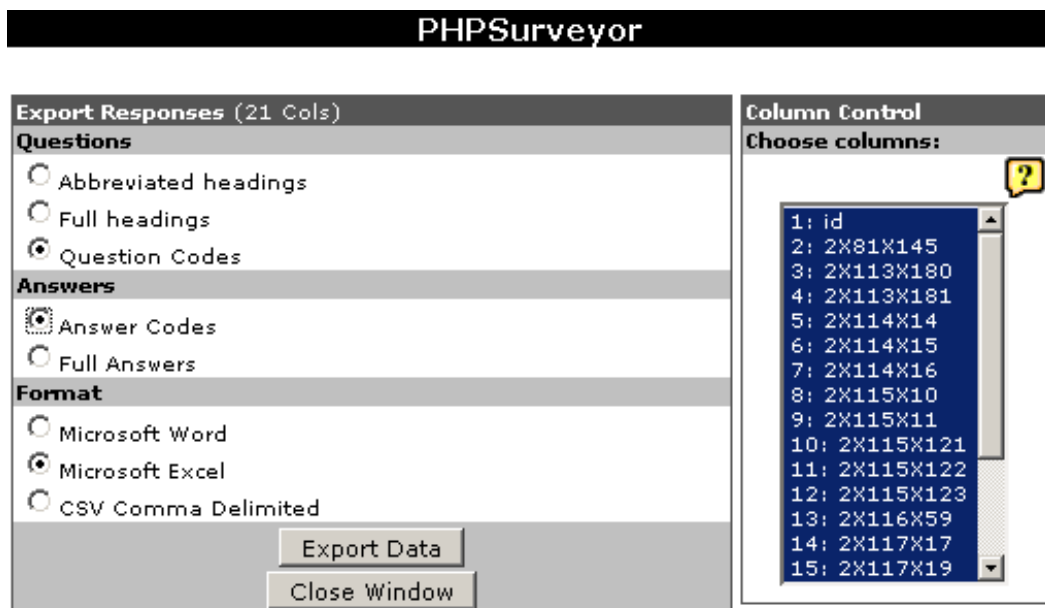 PHPSurveyor
Export Responses (21 Cols)
Questions
Abbreviated headings
Full headings
Question Codes
Answers
Answer Codes
Full Answers
Format
Microsoft Word
Microsoft Excel
CSV Comma Delimited
Export Data
Close Window
Column Control
Choose columns:
?
1: id
2: 2X81X145
3: 2X113X180
4: 2X113X181
5: 2X114X14
6: 2X114X15
7: 2X114X16
8: 2X115X10
9: 2X115X11
10: 2X115X121
11: 2X115X122
12: 2X115X123
13: 2X116X59
14: 2X117X17
15: 2X117X19